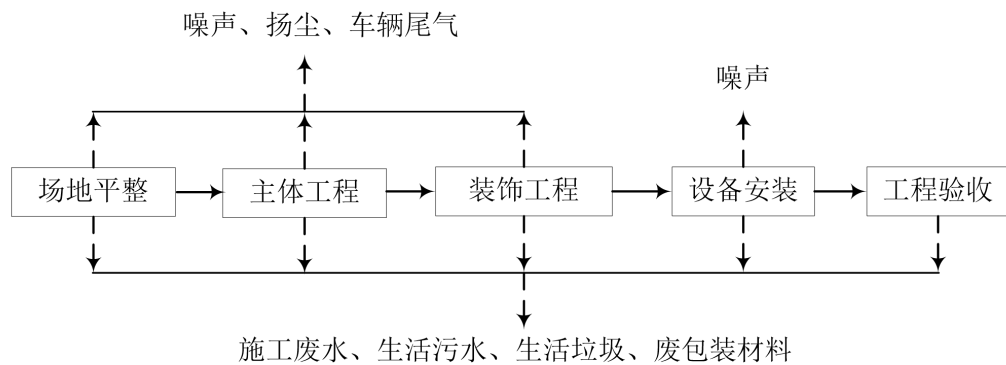 噪声、扬尘、车辆尾气
噪声
场地平整
主体工程
装饰工程
设备安装
工程验收
施工废水、生活污水、生活垃圾、废包装材料